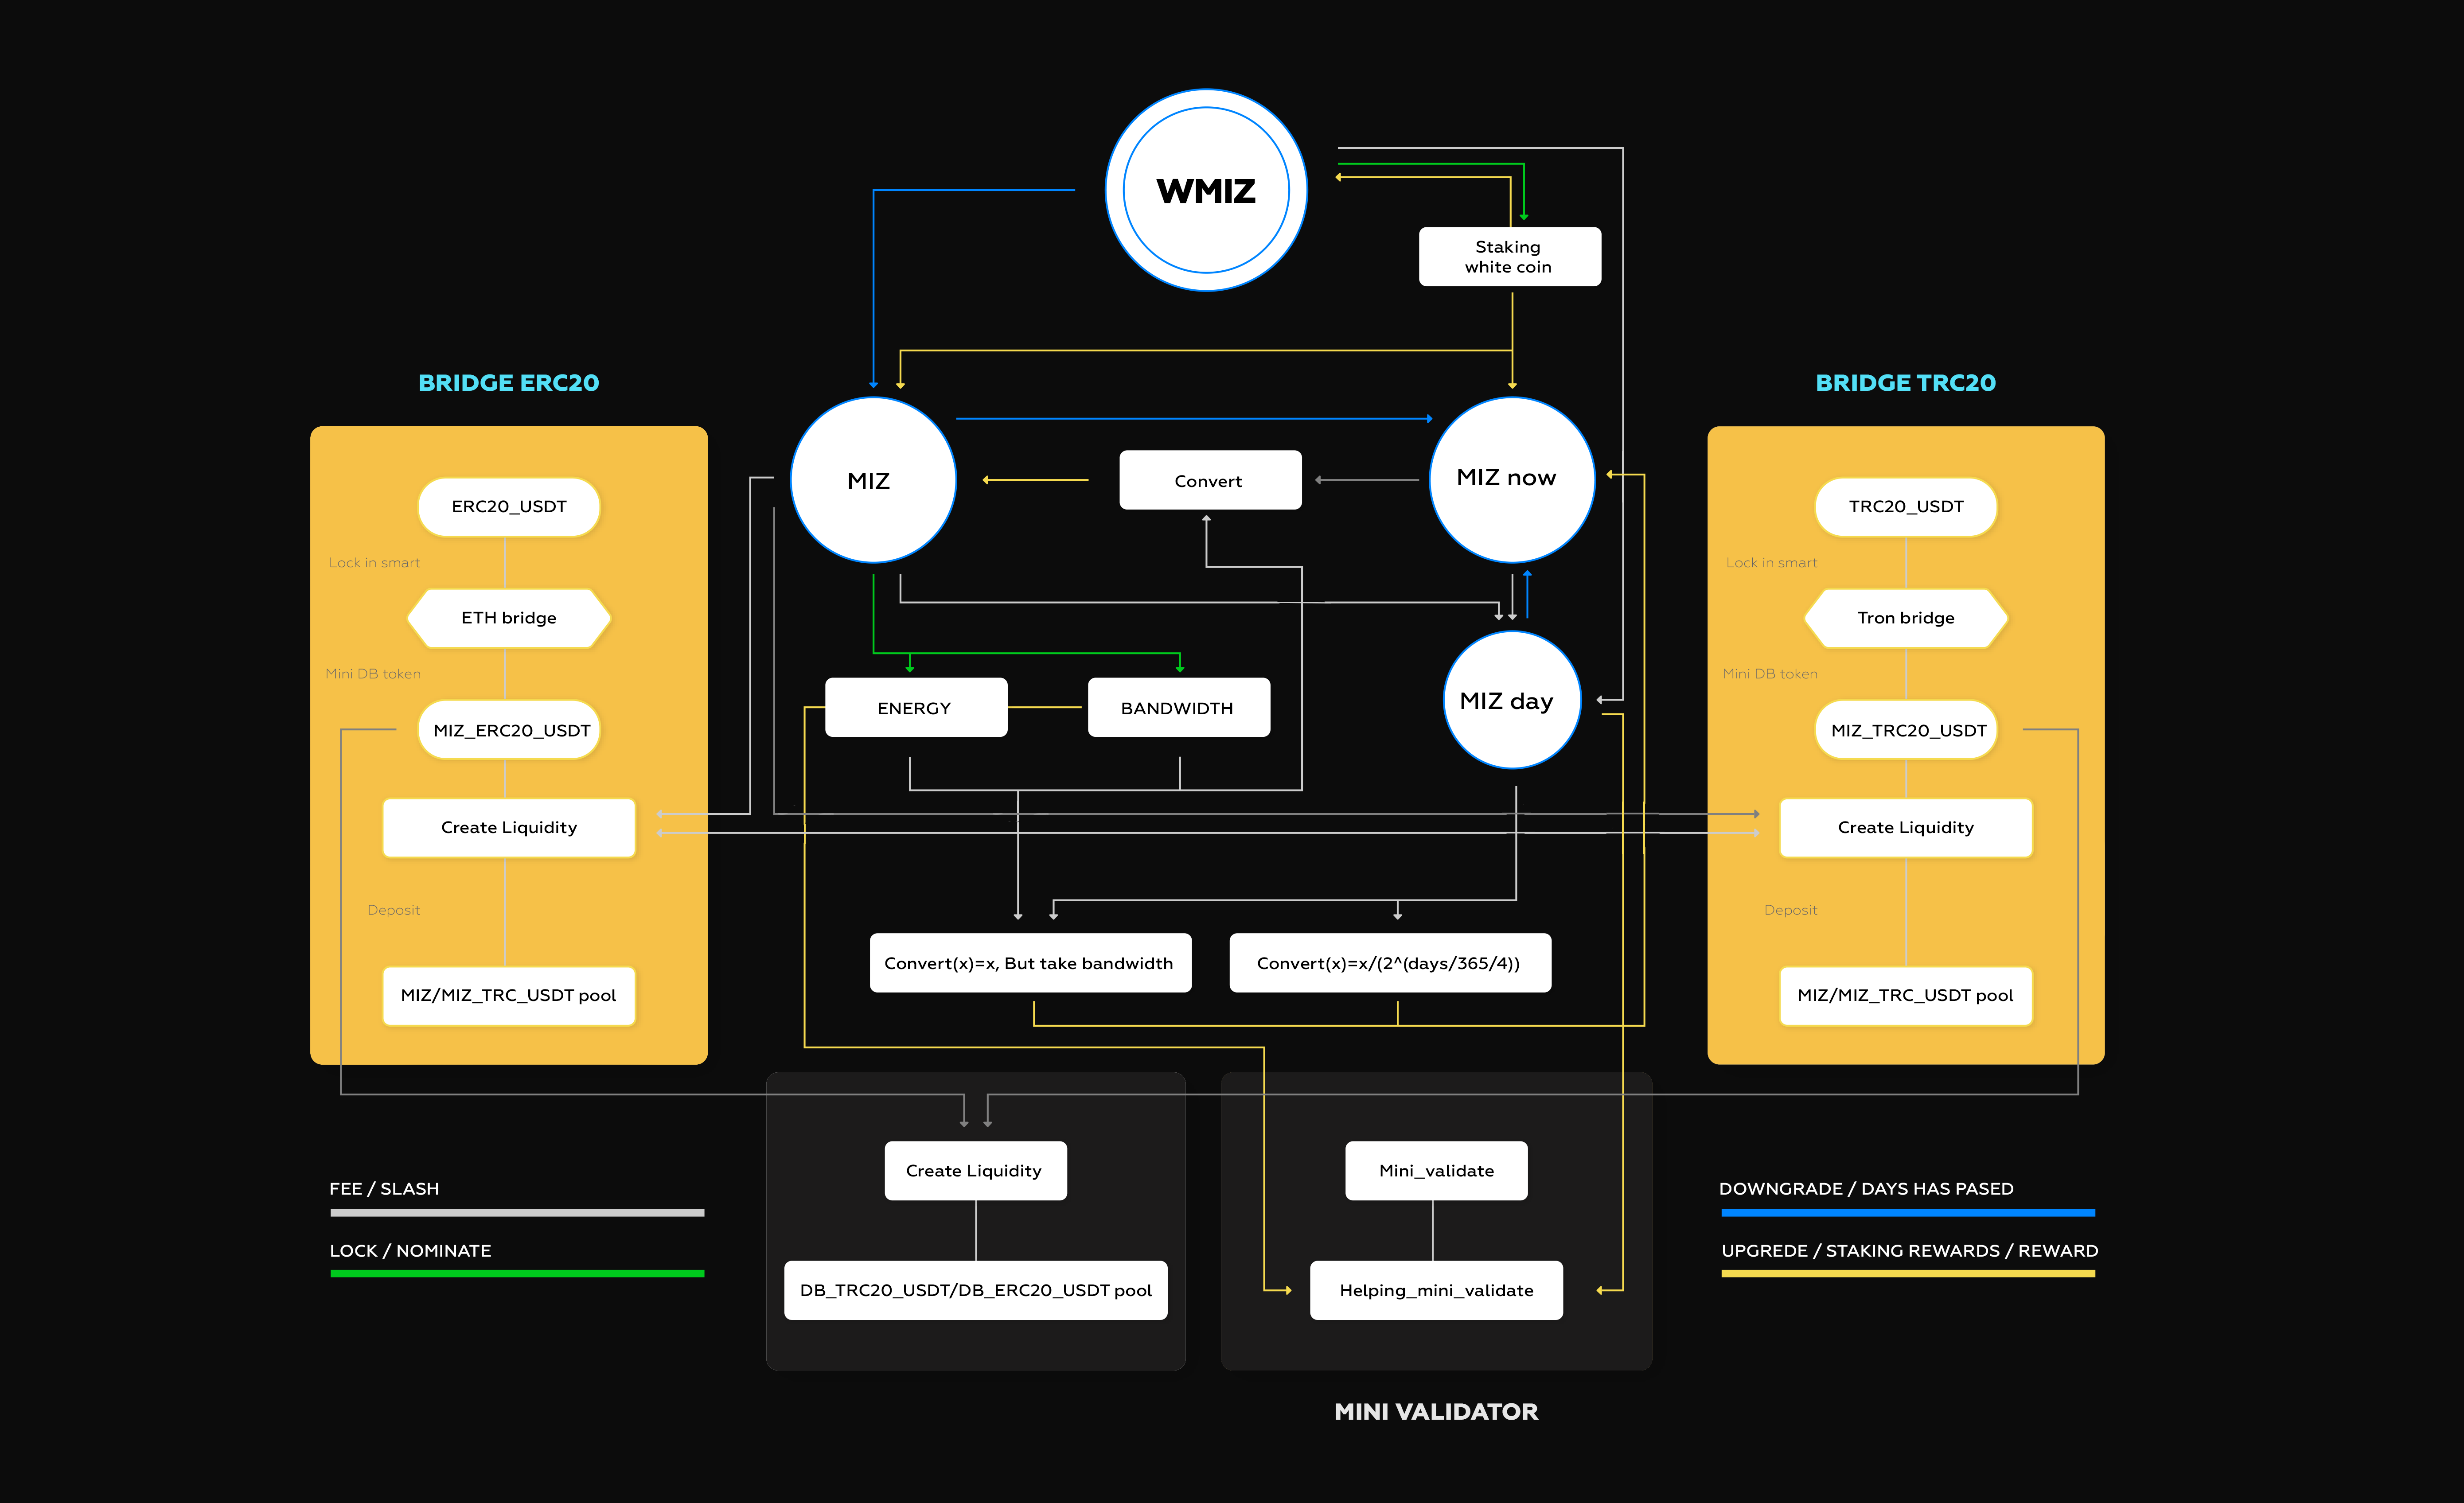 WMIZ
Staking
white coin
BRIDGE ERC20
BRIDGE TRC20
MIZ
Convert
MIZ now
ERC20_USDT
Lock in smart
ETH bridge
Mini DB token
MIZ_ERC20_USDT
Create Liquidity
Deposit
MIZ/MIZ_TRC_USDT pool
ENERGY
BANDWIDTH
MIZ day
Convert(x)=x, But take bandwidth
Convert(x)=x/(2^(days/365/4))
TRC20_USDT
Lock in smart
Tron bridge
Mini DB token
MIZ_TRC20_USDT
Create Liquidity
Deposit
MIZ/MIZ_TRC_USDT pool
FEE / SLASH
LOCK / NOMINATE
Create Liquidity
DB_TRC20_USDT/DB_ERC20_USDT pool
Mini_validate
Helping_mini_validate
MINI VALIDATOR
DOWNGRADE / DAYS HAS PASED
UPGREDE / STAKING REWARDS / REWARD